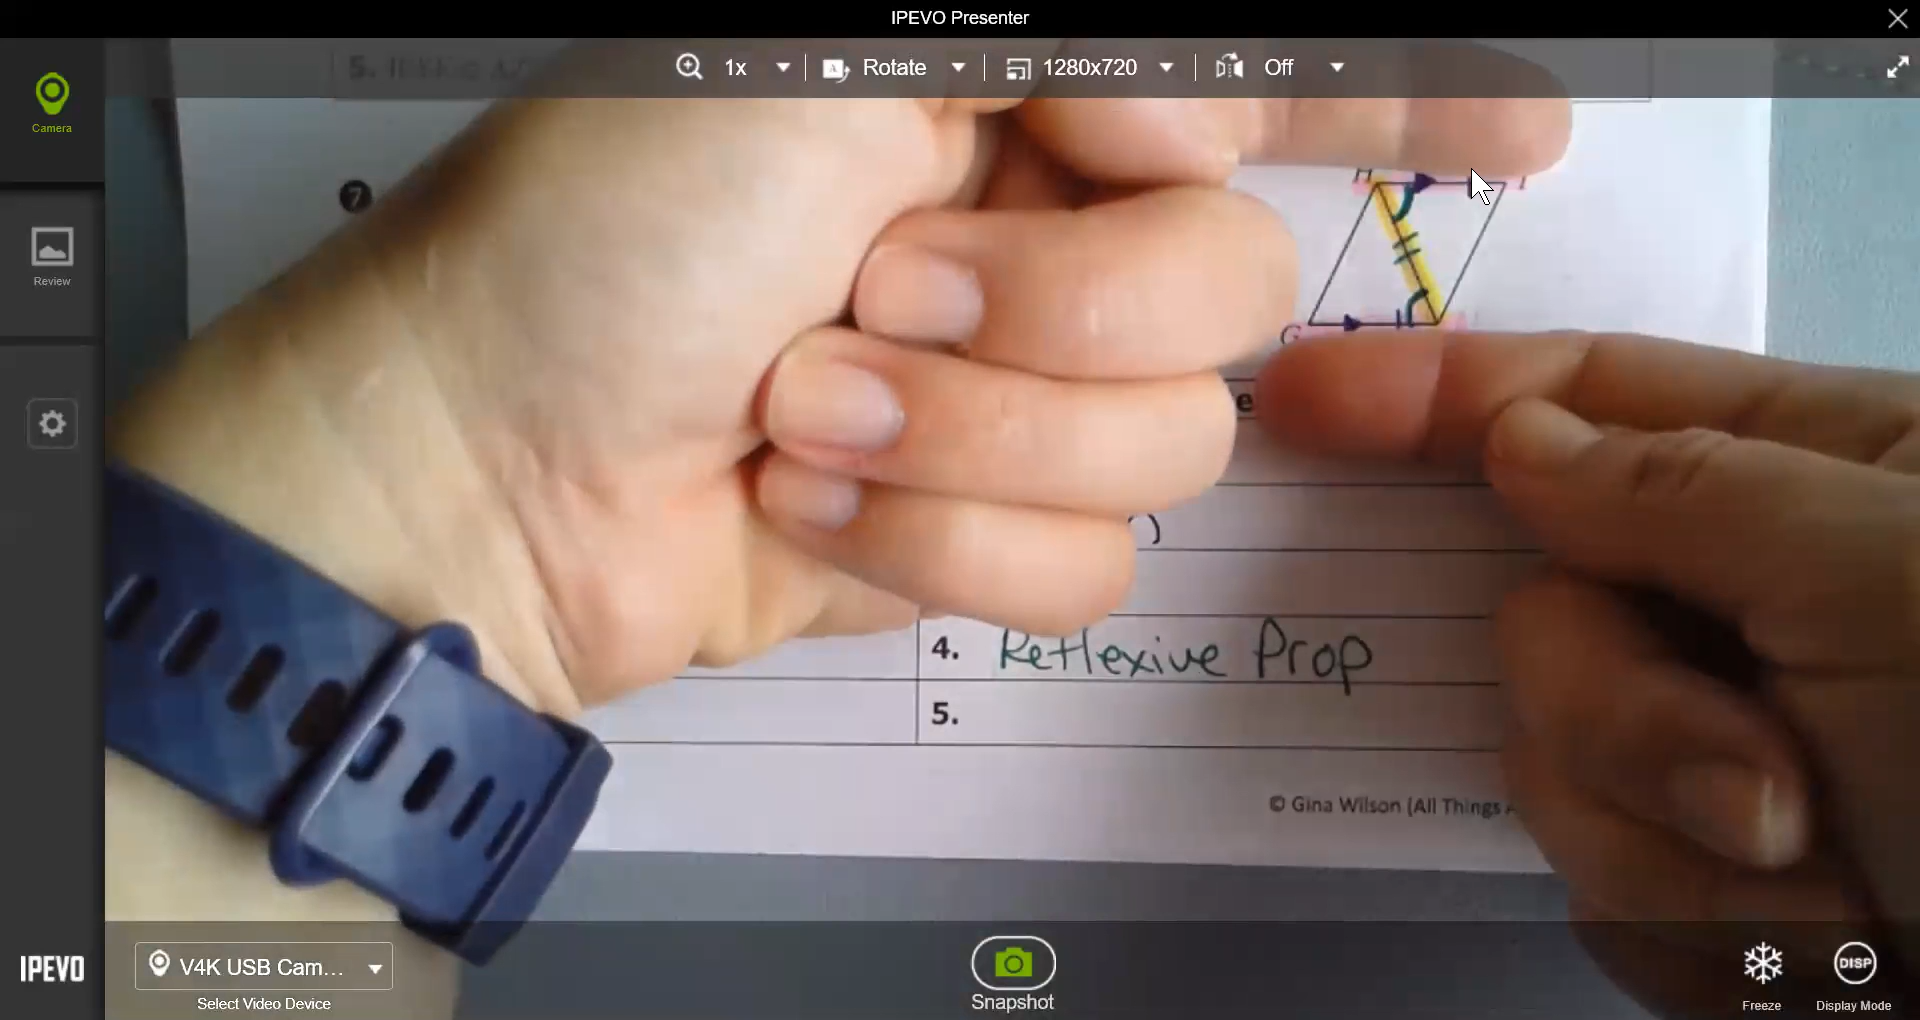 IPEVO Presenter
1x
Rotate
1280x720
Off
Camera
7
H
I
G
Review
e
)
4. Reflexive Prop
5.
© Gina Wilson (All Things A
IPEVO
V4K USB Cam...
Select Video Device
Snapshot
Freeze
DISP
Display Mode